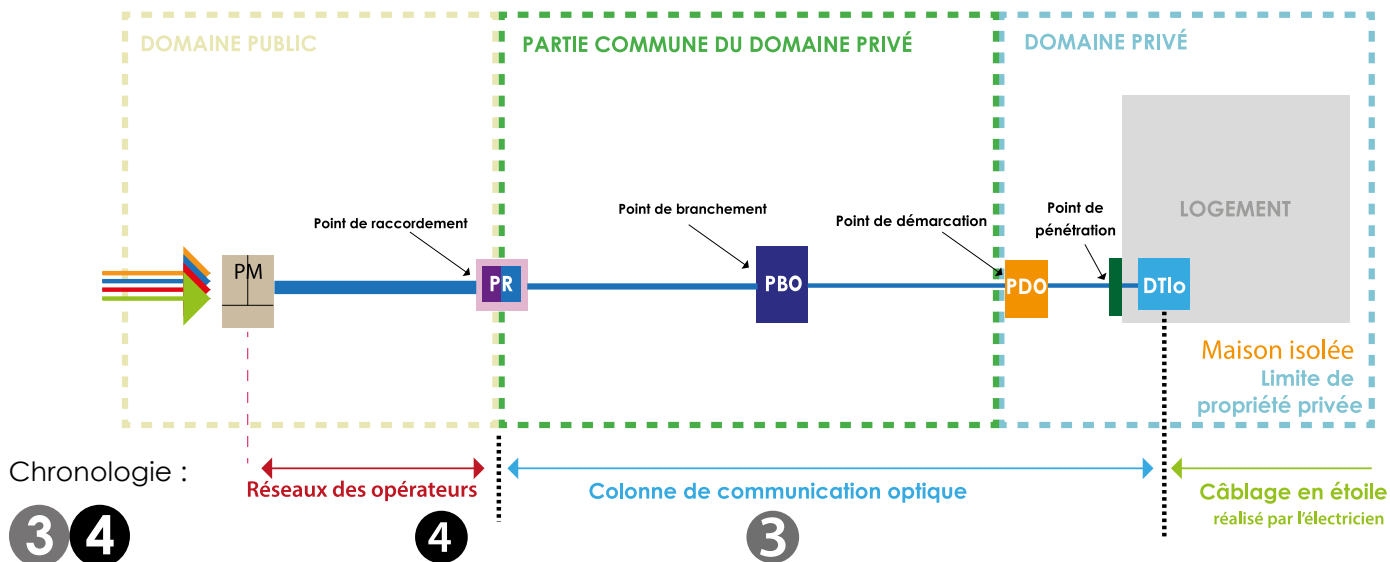 DOMAINE PUBLIC
PARTIE COMMUNE DU DOMAINE PRIVÉ
DOMAINE PRIVÉ
Point de raccordement
Point de branchement
Point de démarcation
Point de
pénétration
LOGEMENT
PM
PR
PBO
PDO
DTIo
Maison isolée
Limite de
propriété privée
Chronologie :
Réseaux des opérateurs
Colonne de communication optique
Câblage en étoile
réalisé par l'électricien
3 4
4
3